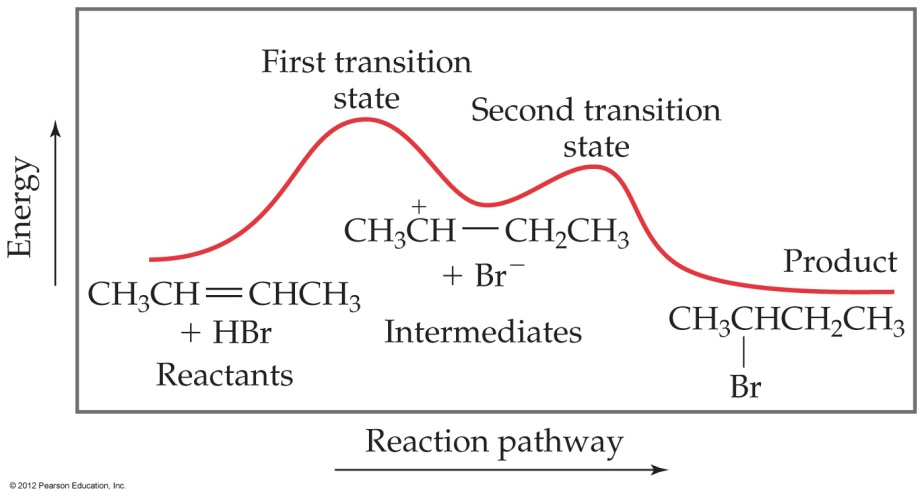 First transition
state
Second transition
state
Energy
CH₃C⁺H — CH₂CH₃
+ Br⁻
Intermediates
CH₃CH=CHCH₃
+ HBr
Reactants
Product
CH₃CHCH₂CH₃
|
Br
Reaction pathway
© 2012 Pearson Education, Inc.